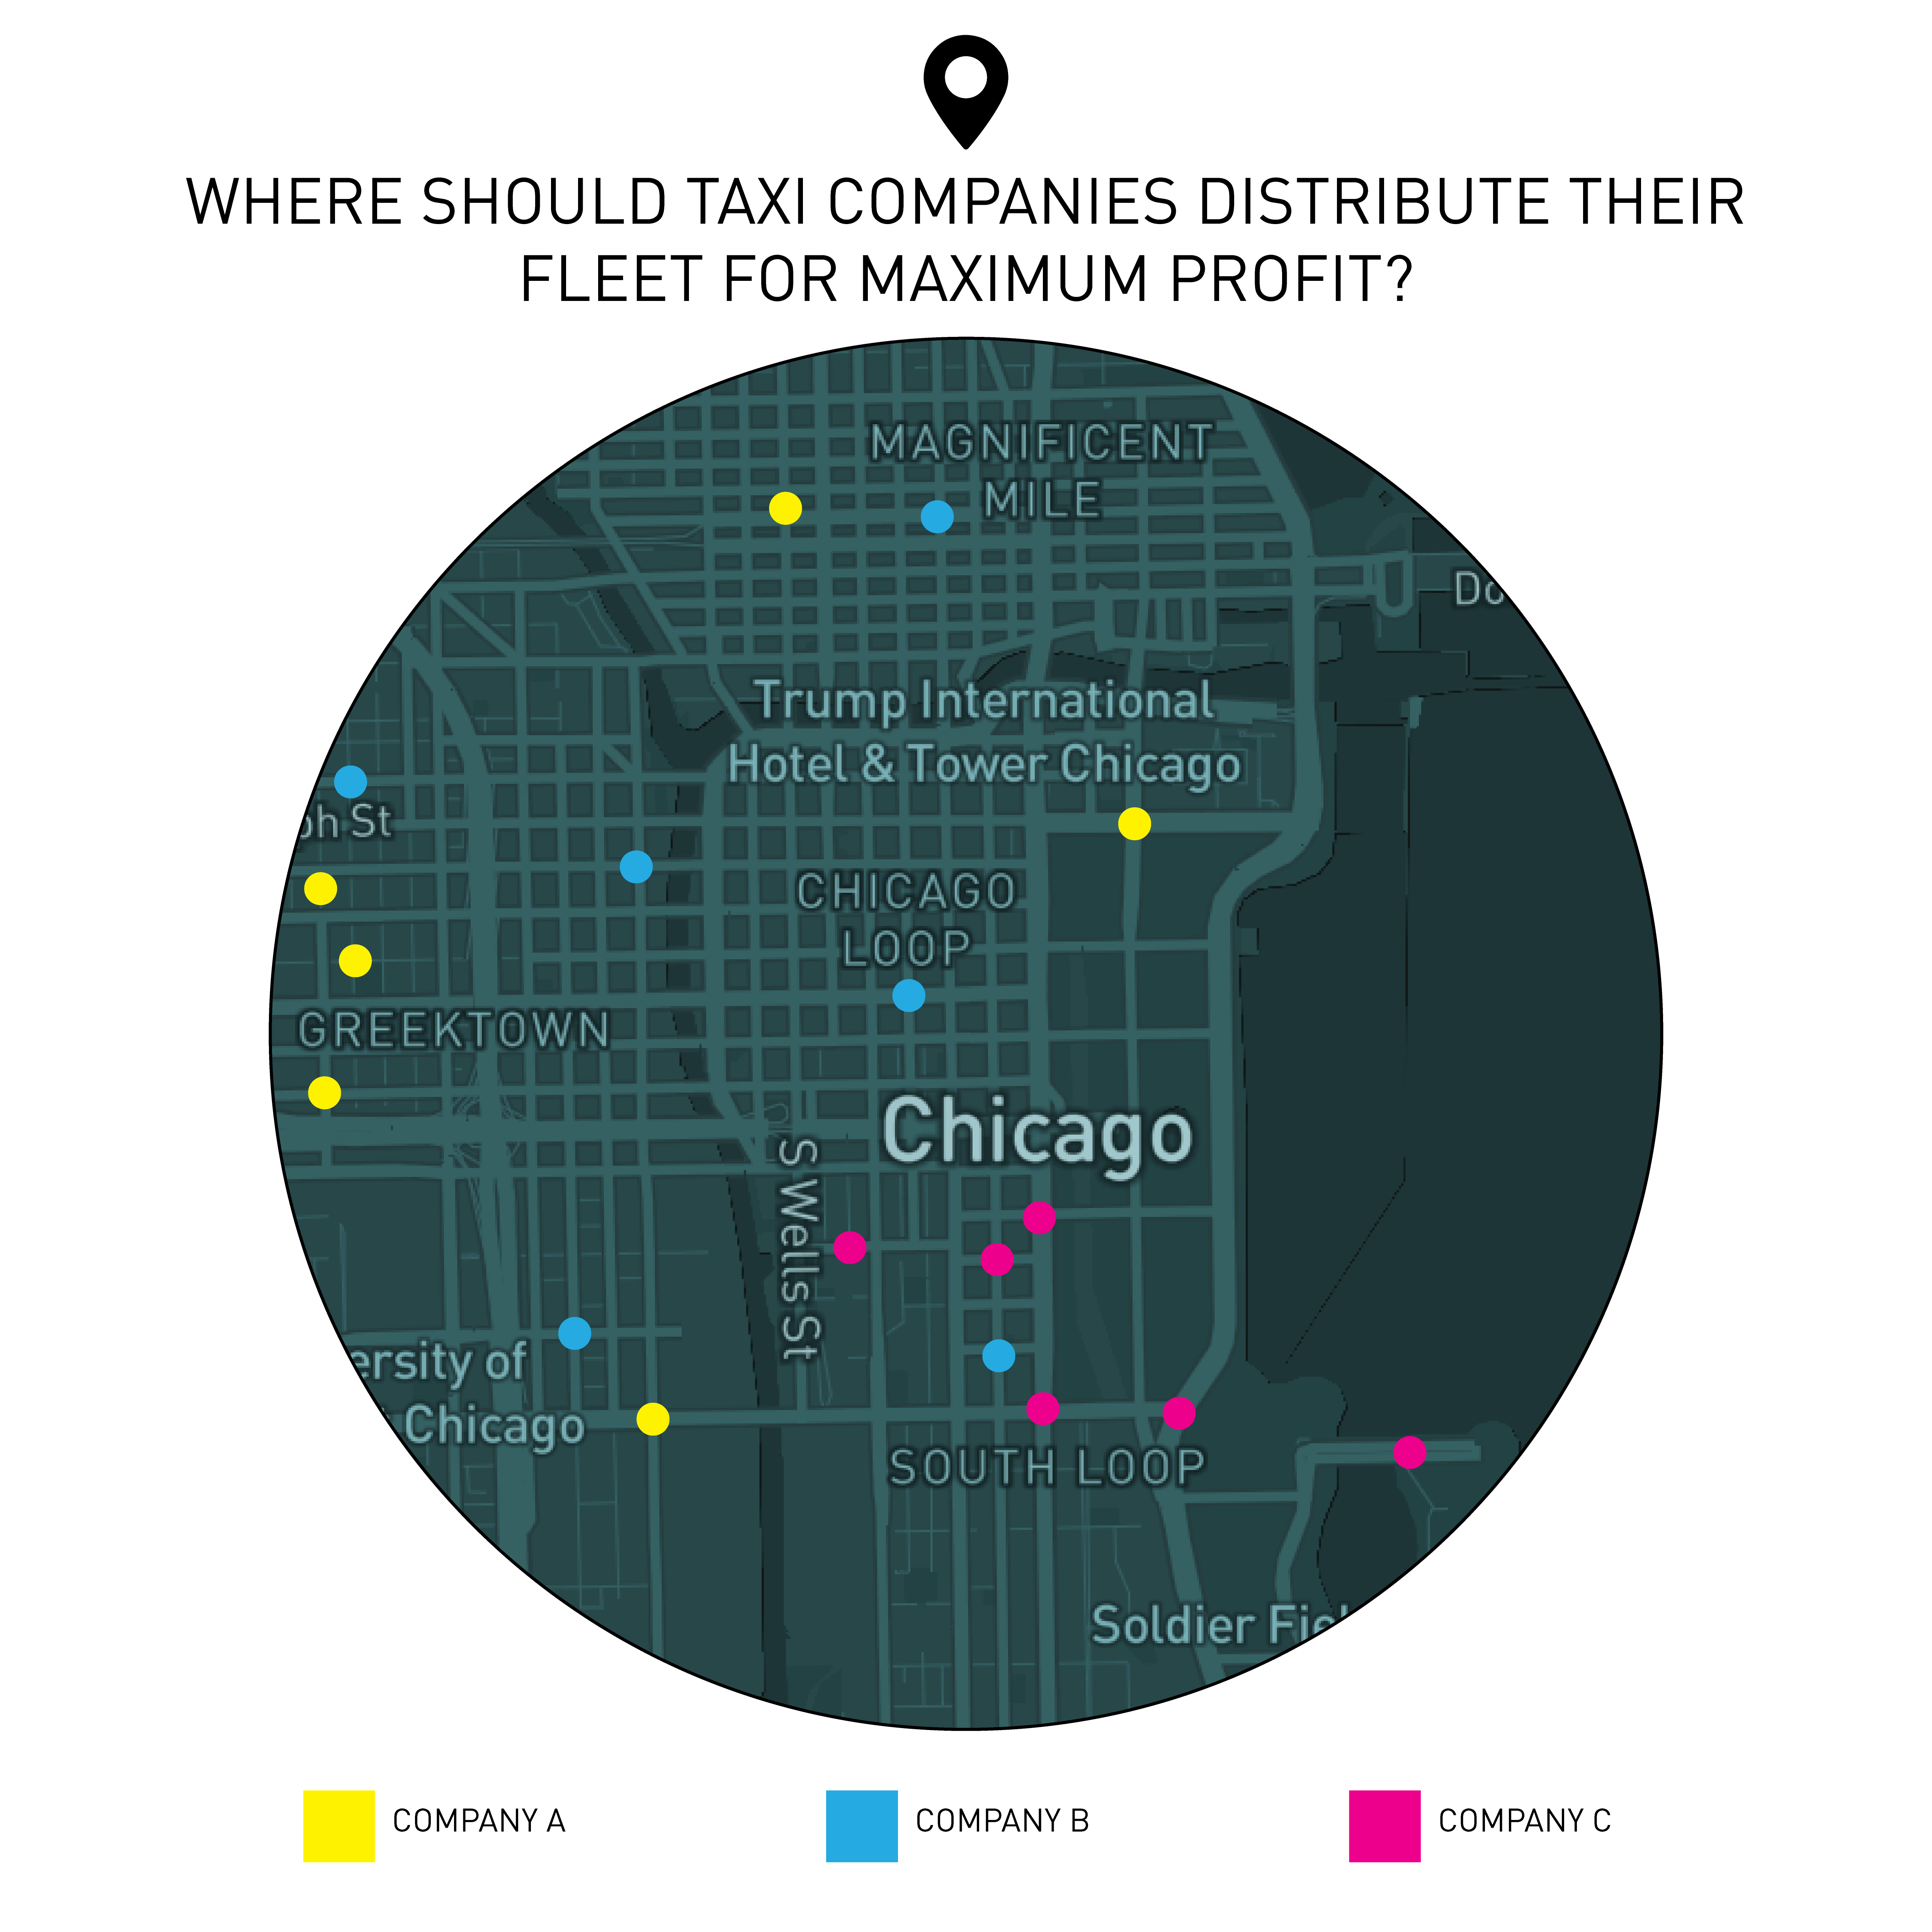 WHERE SHOULD TAXI COMPANIES DISTRIBUTE THEIR
FLEET FOR MAXIMUM PROFIT?
MAGNIFICENT
MILE
Do
Trump International
Hotel & Tower Chicago
ph St
CHICAGO
LOOP
GREEKTOWN
Chicago
S Wells St
ersity of
Chicago
SOUTH LOOP
Soldier Fiel
COMPANY A
COMPANY B
COMPANY C